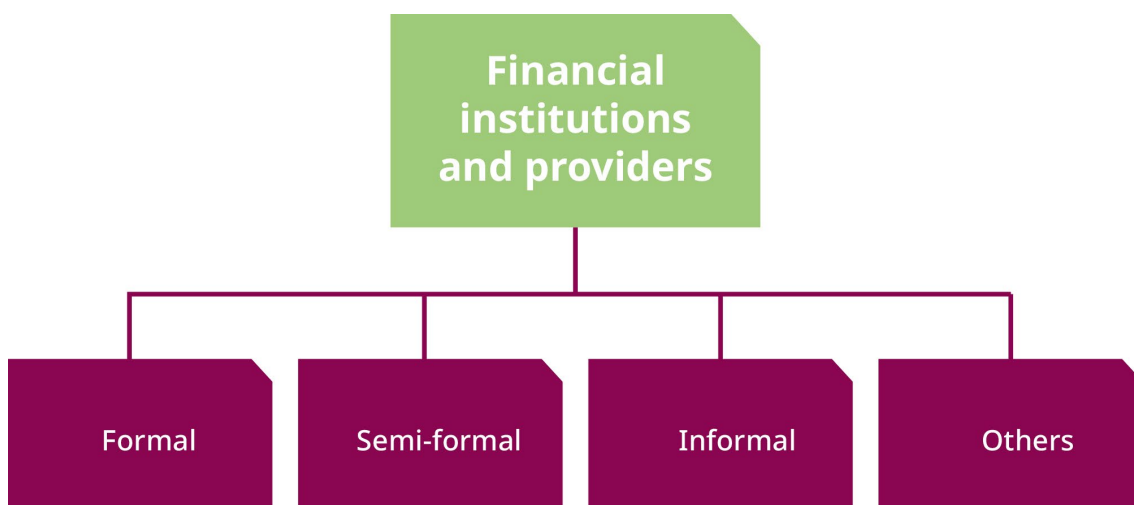 Financial
institutions
and providers
Formal
Semi-formal
Informal
Others